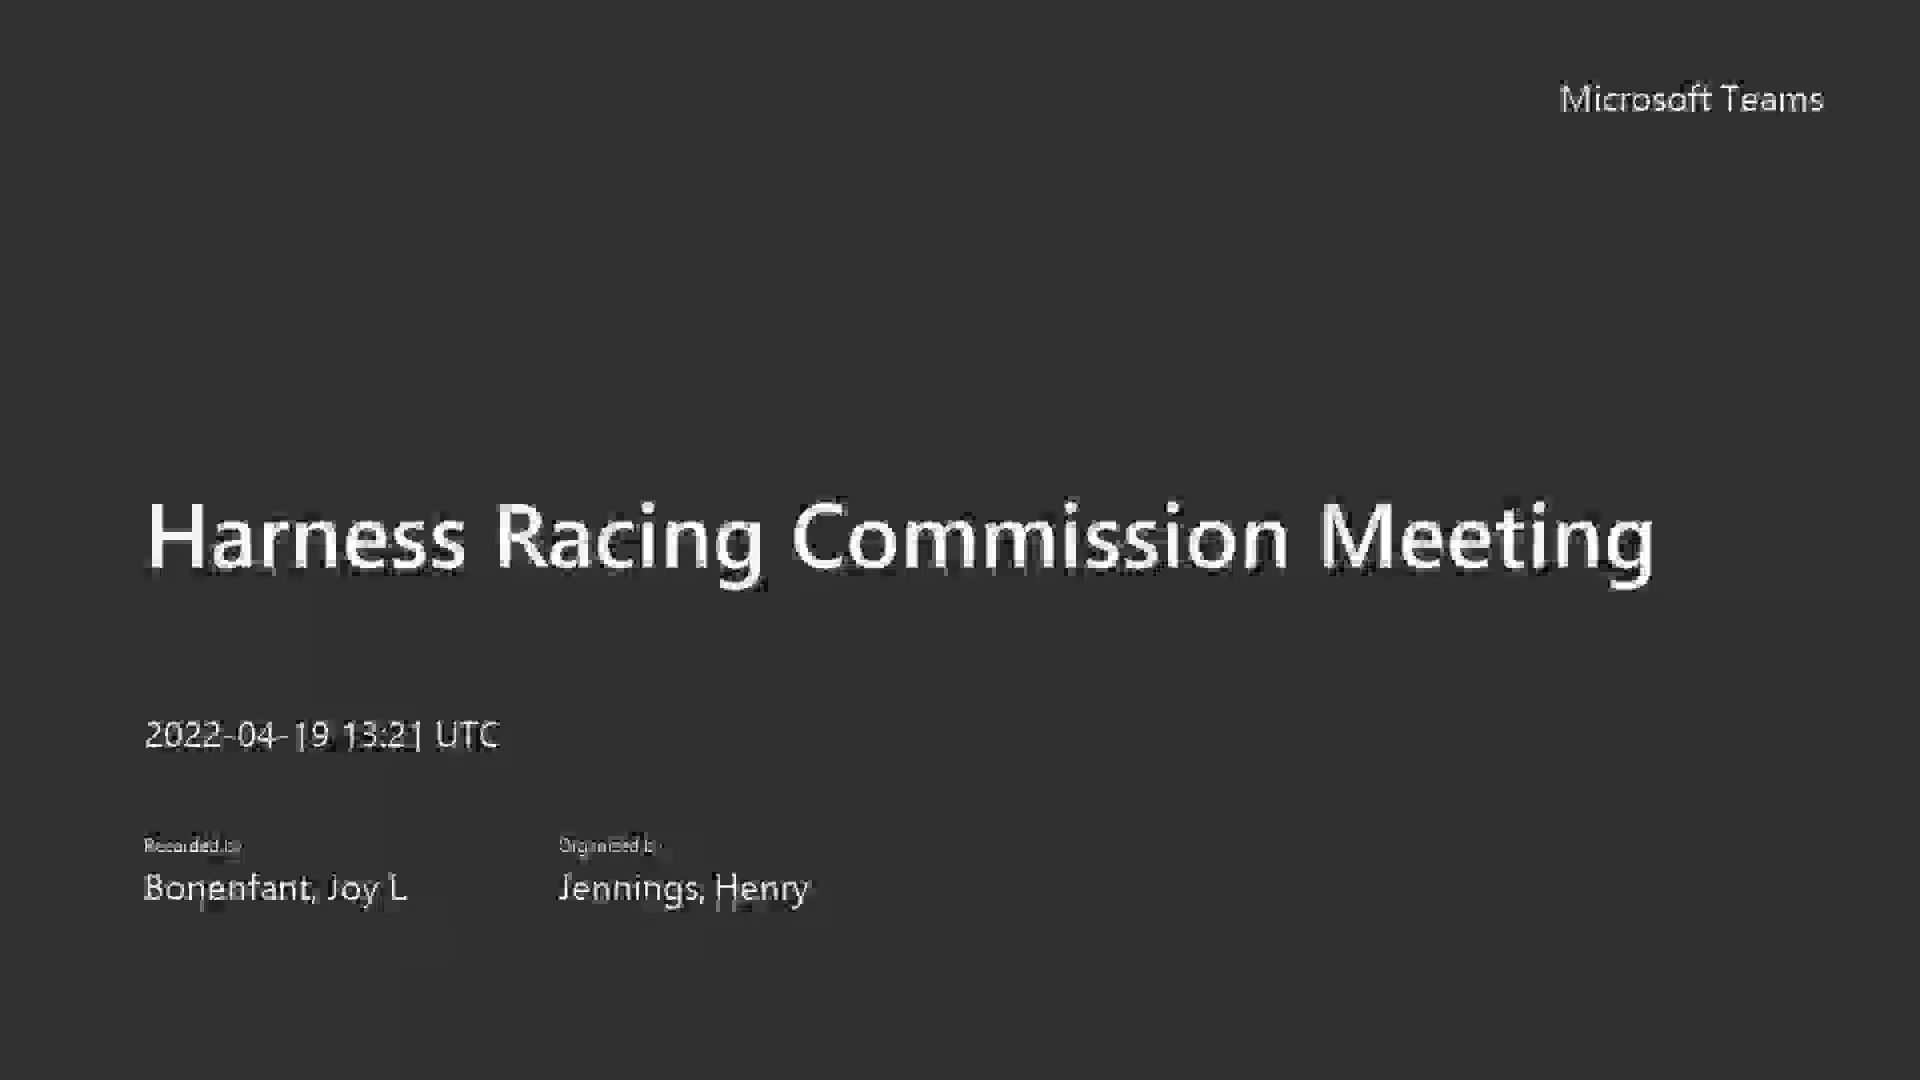 Microsoft Teams
Harness Racing Commission Meeting
2022-04-19 13:21 UTC
Recorded by
Organized by
Bonenfant, Joy L
Jennings, Henry